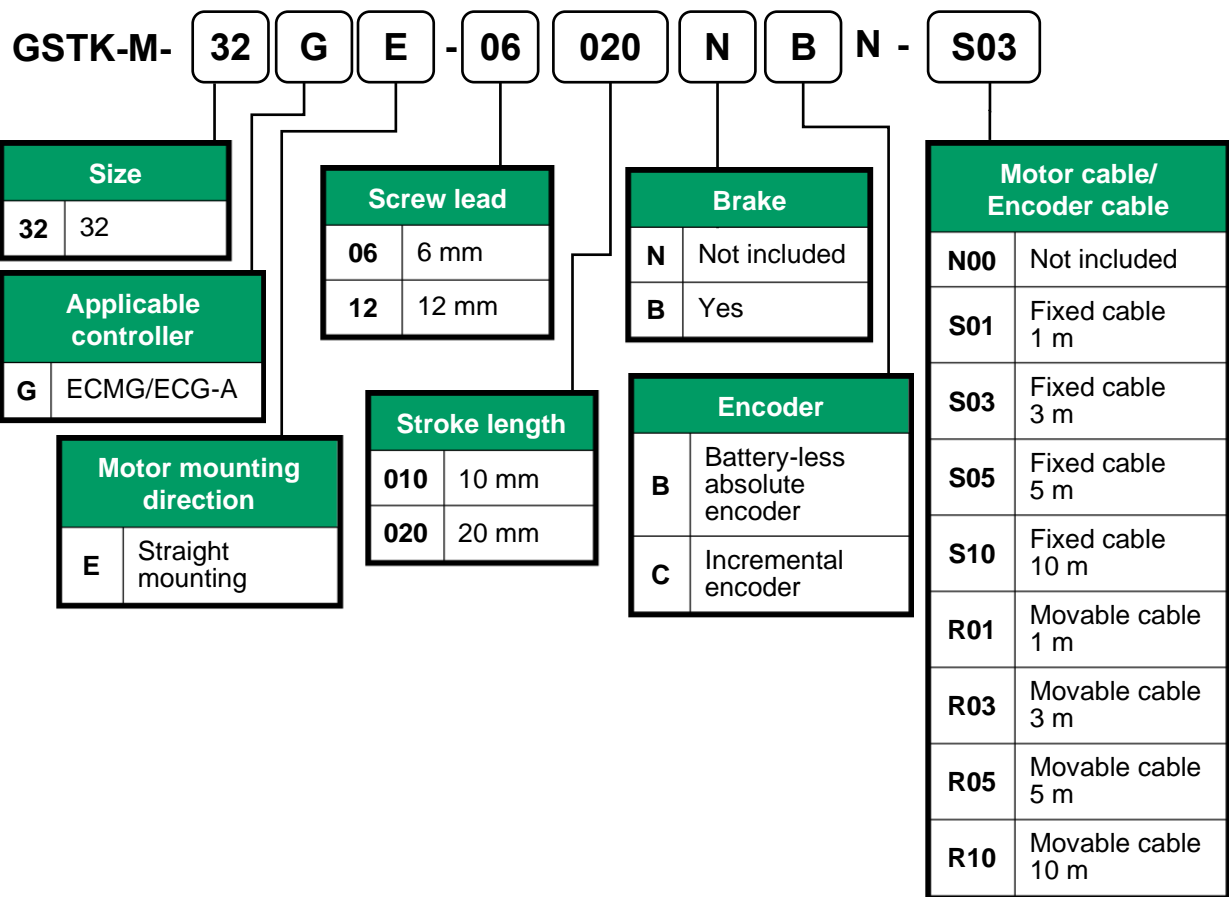 GSTK-M- 32 G E - 06 020 N B N - S03
Size
32 32
Applicable
controller
G ECMG/ECG-A
Motor mounting
direction
E Straight
mounting
Screw lead
06 6 mm
12 12 mm
Stroke length
010 10 mm
020 20 mm
Brake
N Not included
B Yes
Encoder
B Battery-less
absolute
encoder
C Incremental
encoder
Motor cable/
Encoder cable
N00 Not included
S01 Fixed cable
1 m
S03 Fixed cable
3 m
S05 Fixed cable
5 m
S10 Fixed cable
10 m
R01 Movable cable
1 m
R03 Movable cable
3 m
R05 Movable cable
5 m
R10 Movable cable
10 m